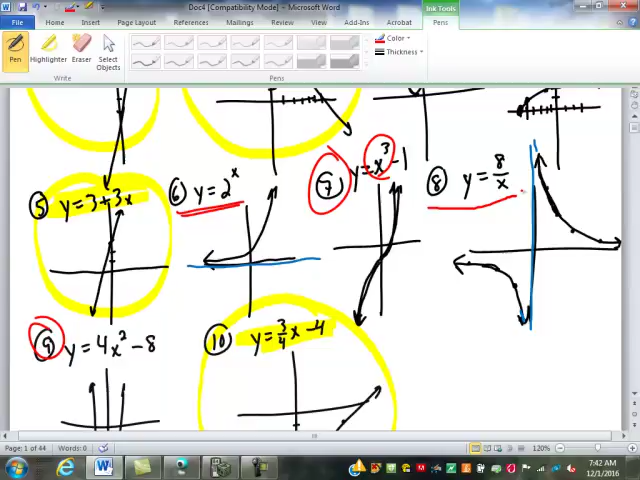 Doc4 [Compatibility Mode] - Microsoft Word
Ink Tools
File Home Insert Page Layout References Mailings Review View Add-Ins Acrobat Pens
Pen Highlighter Eraser Select Objects
Color
Thickness
Write Pens
5 y=3+3x
6 y=2^x
7 y=x^3-1
8 y=8/x
9 y=4x^2-8
10 y=3/4x-4
Page: 1 of 44 Words: 0 120%
7:42 AM
12/1/2016